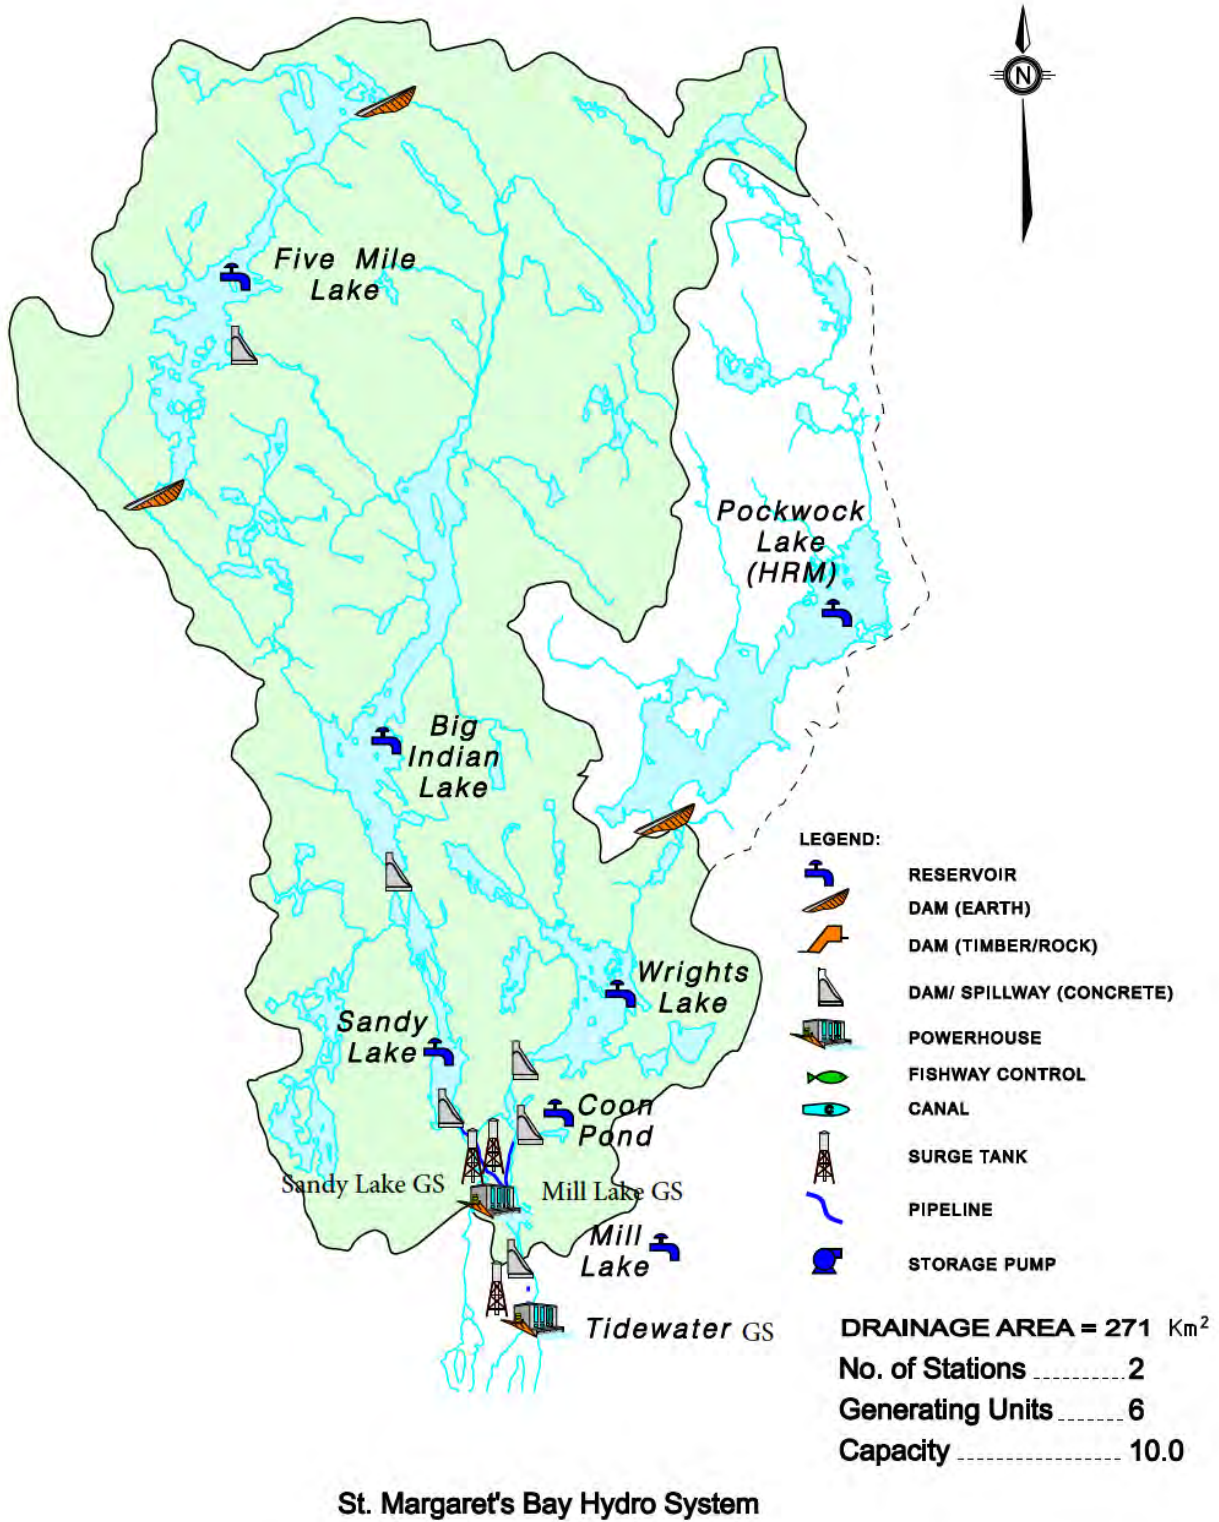 N
Five Mile
Lake
Pockwock
Lake
(HRM)
Big
Indian
Lake
Wrights
Lake
Sandy
Lake
Coon
Pond
Sandy Lake GS
Mill Lake GS
Mill
Lake
Tidewater GS
LEGEND:
RESERVOIR
DAM (EARTH)
DAM (TIMBER/ROCK)
DAM/ SPILLWAY (CONCRETE)
POWERHOUSE
FISHWAY CONTROL
C
CANAL
SURGE TANK
PIPELINE
STORAGE PUMP
DRAINAGE AREA = 271 Km²
No. of Stations ............ 2
Generating Units ....... 6
Capacity ..................... 10.0
St. Margaret's Bay Hydro System